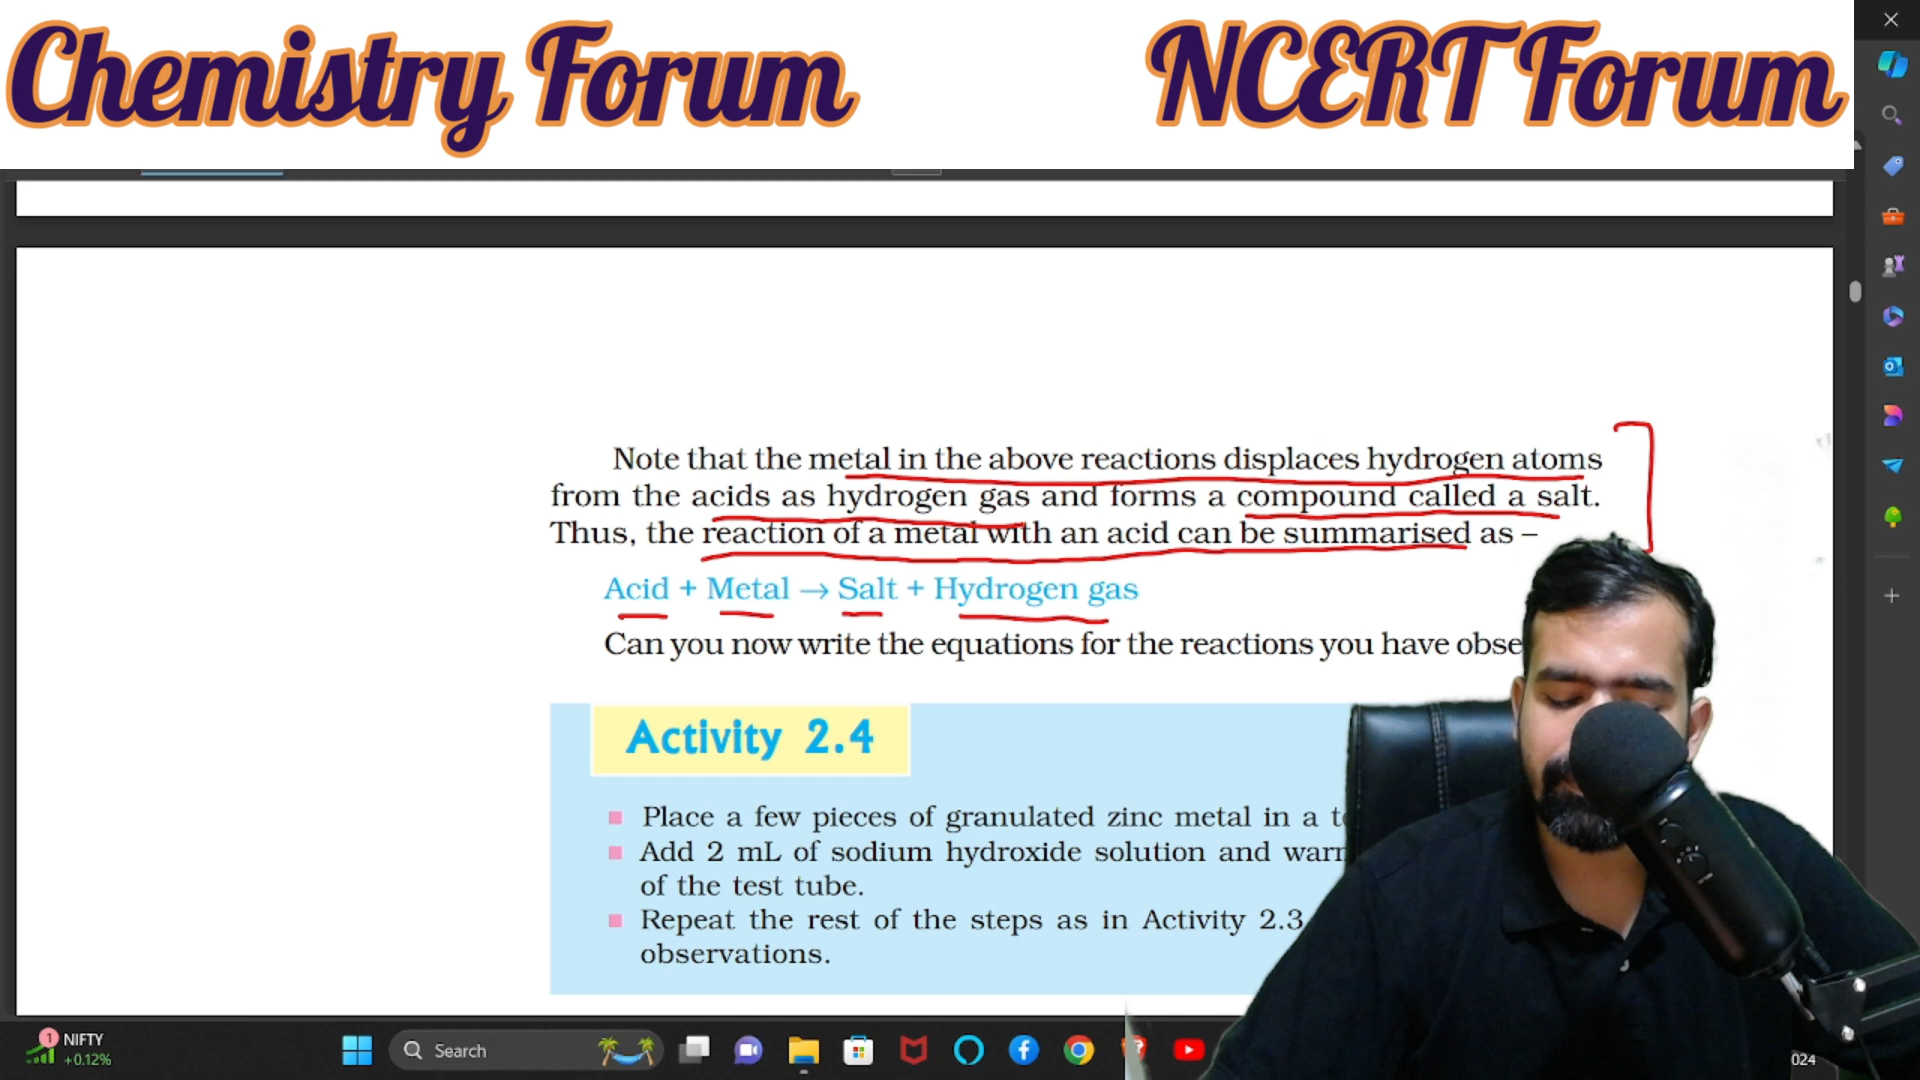 Chemistry Forum
NCERT Forum
Note that the metal in the above reactions displaces hydrogen atoms
from the acids as hydrogen gas and forms a compound called a salt.
Thus, the reaction of a metal with an acid can be summarised as –
Acid + Metal → Salt + Hydrogen gas
Can you now write the equations for the reactions you have obse
Activity 2.4
Place a few pieces of granulated zinc metal in a t
Add 2 mL of sodium hydroxide solution and warm
of the test tube.
Repeat the rest of the steps as in Activity 2.3
observations.
1
NIFTY
+0.12%
Search
024